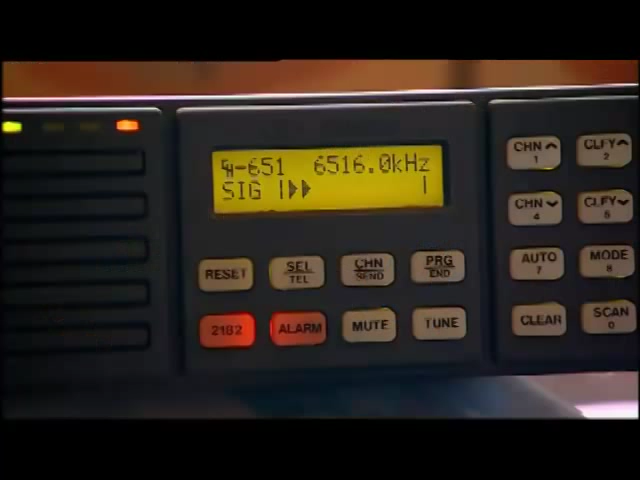 CH-651 6516.0kHz
SIG
RESET
SEL
TEL
CHN
SEND
PRG
END
2182
ALARM
MUTE
TUNE
CHN
1
CLFY
2
CHN
4
CLFY
5
AUTO
7
MODE
8
CLEAR
SCAN
0